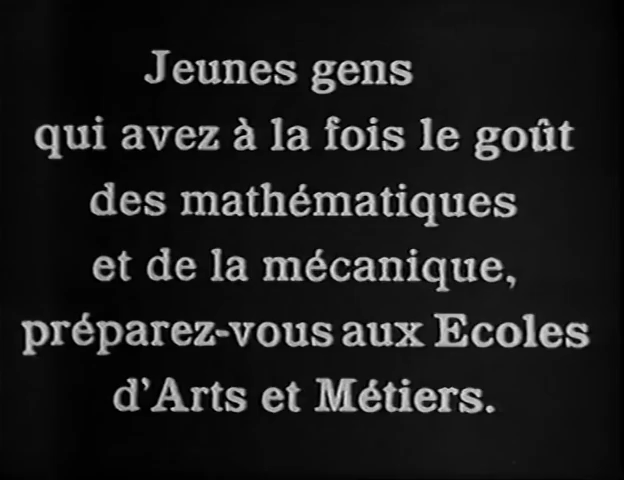 Jeunes gens
qui avez à la fois le goût
des mathématiques
et de la mécanique,
préparez-vous aux Ecoles
d'Arts et Métiers.